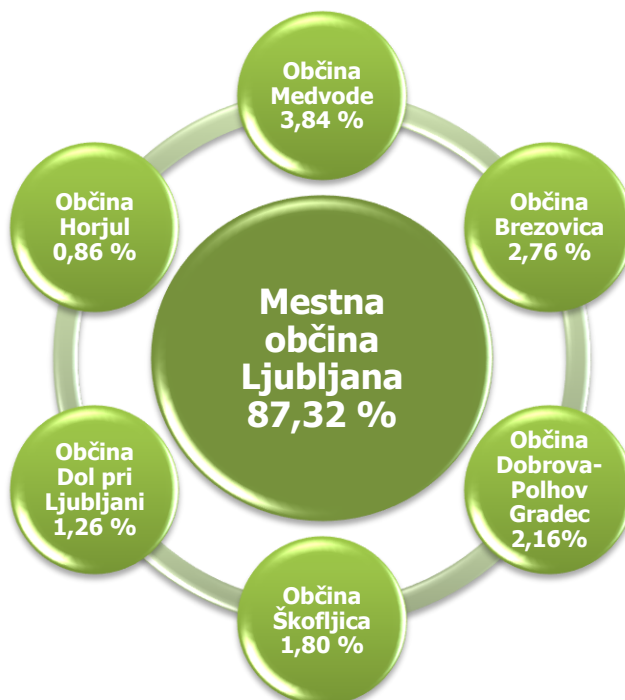 Občina
Medvode
3,84 %
Občina
Brezovica
2,76 %
Občina
Dobrova-
Polhov
Gradec
2,16%
Občina
Škofljica
1,80 %
Občina
Dol pri
Ljubljani
1,26 %
Občina
Horjul
0,86 %
Mestna
občina
Ljubljana
87,32 %